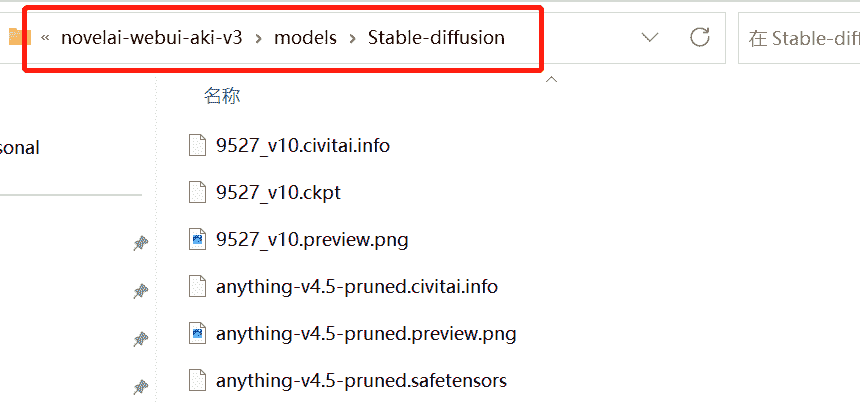 « novelai-webui-aki-v3 › models › Stable-diffusion
在 Stable-diff
名称
sonal
9527_v10.civitai.info
9527_v10.ckpt
9527_v10.preview.png
anything-v4.5-pruned.civitai.info
anything-v4.5-pruned.preview.png
anything-v4.5-pruned.safetensors